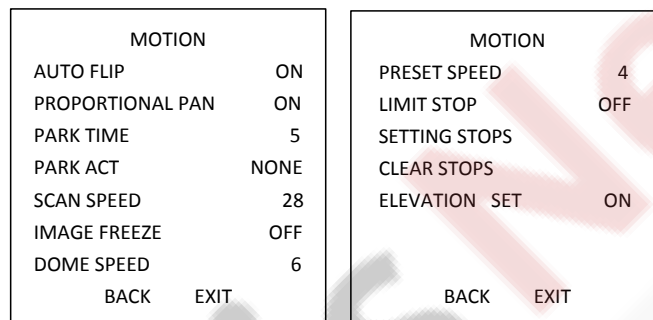 MOTION
AUTO FLIP ON
PROPORTIONAL PAN ON
PARK TIME 5
PARK ACT NONE
SCAN SPEED 28
IMAGE FREEZE OFF
DOME SPEED 6
BACK EXIT
MOTION
PRESET SPEED 4
LIMIT STOP OFF
SETTING STOPS
CLEAR STOPS
ELEVATION SET ON
BACK EXIT